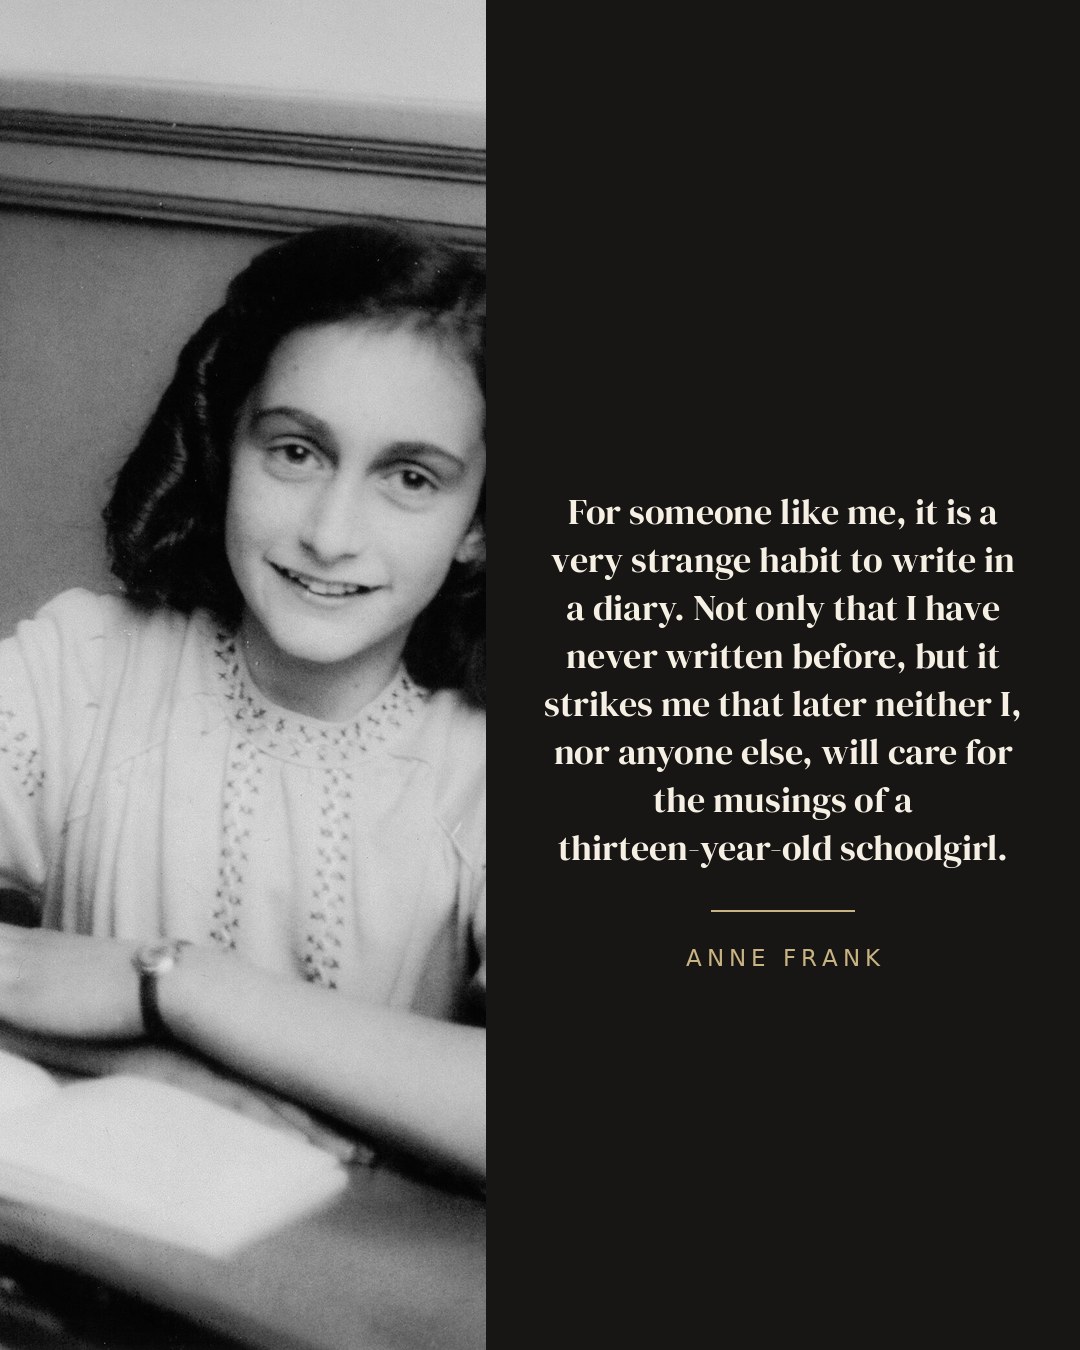 For someone like me, it is a
very strange habit to write in
a diary. Not only that I have
never written before, but it
strikes me that later neither I,
nor anyone else, will care for
the musings of a
thirteen-year-old schoolgirl.
ANNE FRANK